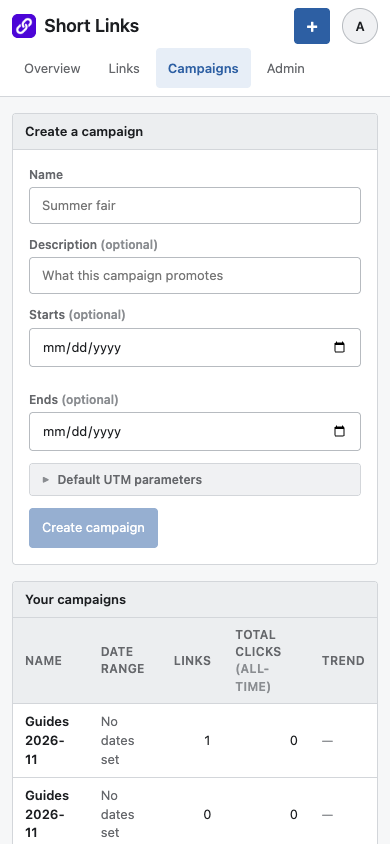 Short Links
+
A
Overview
Links
Campaigns
Admin
Create a campaign
Name
Summer fair
Description (optional)
What this campaign promotes
Starts (optional)
mm/dd/yyyy
Ends (optional)
mm/dd/yyyy
Default UTM parameters
Create campaign
Your campaigns
NAME
DATE
RANGE
LINKS
TOTAL
CLICKS
(ALL-
TIME)
TREND
Guides
2026-
11
No
dates
set
1
0
—
Guides
2026-
11
No
dates
set
0
0
—